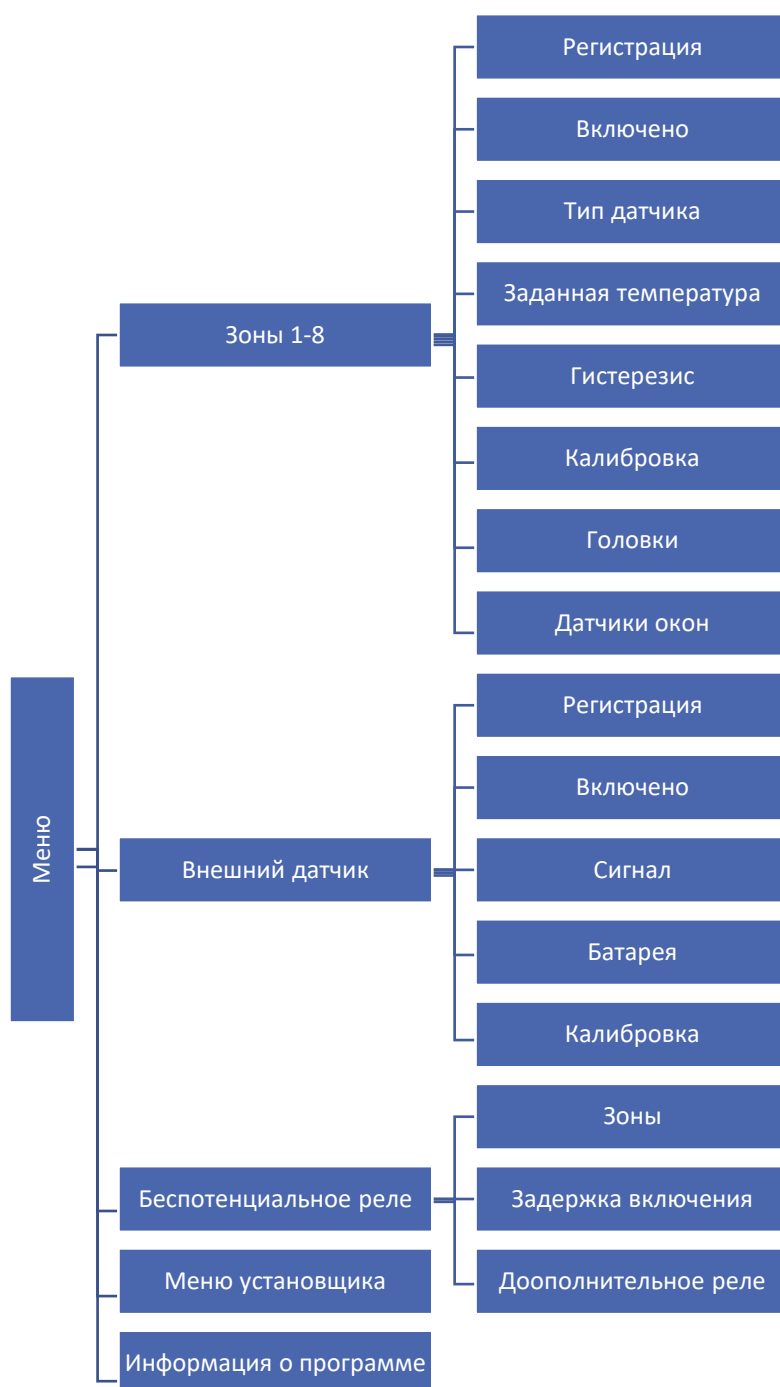 Меню
Зоны 1-8
Регистрация
Включено
Тип датчика
Заданная температура
Гистерезис
Калибровка
Головки
Датчики окон
Внешний датчик
Регистрация
Включено
Сигнал
Батарея
Калибровка
Беспотенциальное реле
Зоны
Задержка включения
Доополнительное реле
Меню установщика
Информация о программе